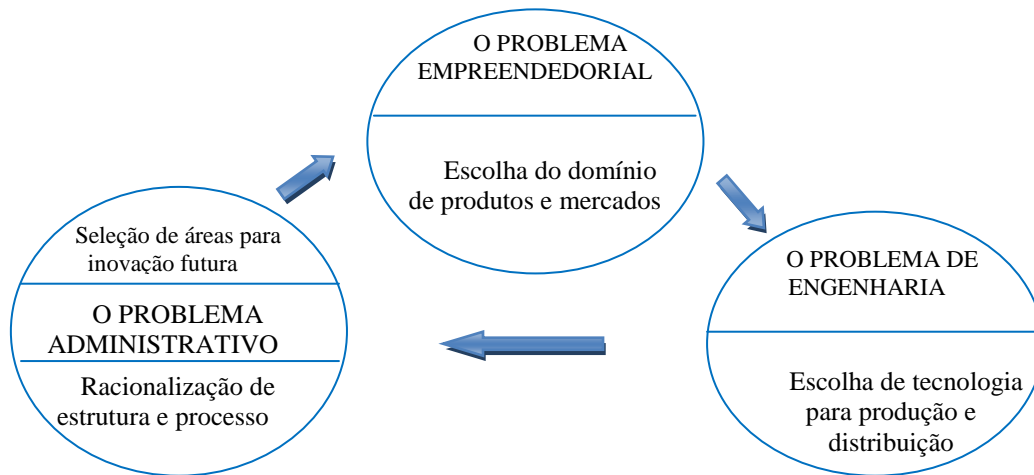 O PROBLEMA
EMPREENDEDORIAL
Escolha do domínio
de produtos e mercados
Seleção de áreas para
inovação futura
O PROBLEMA
ADMINISTRATIVO
Racionalização de
estrutura e processo
O PROBLEMA DE
ENGENHARIA
Escolha de tecnologia
para produção e
distribuição